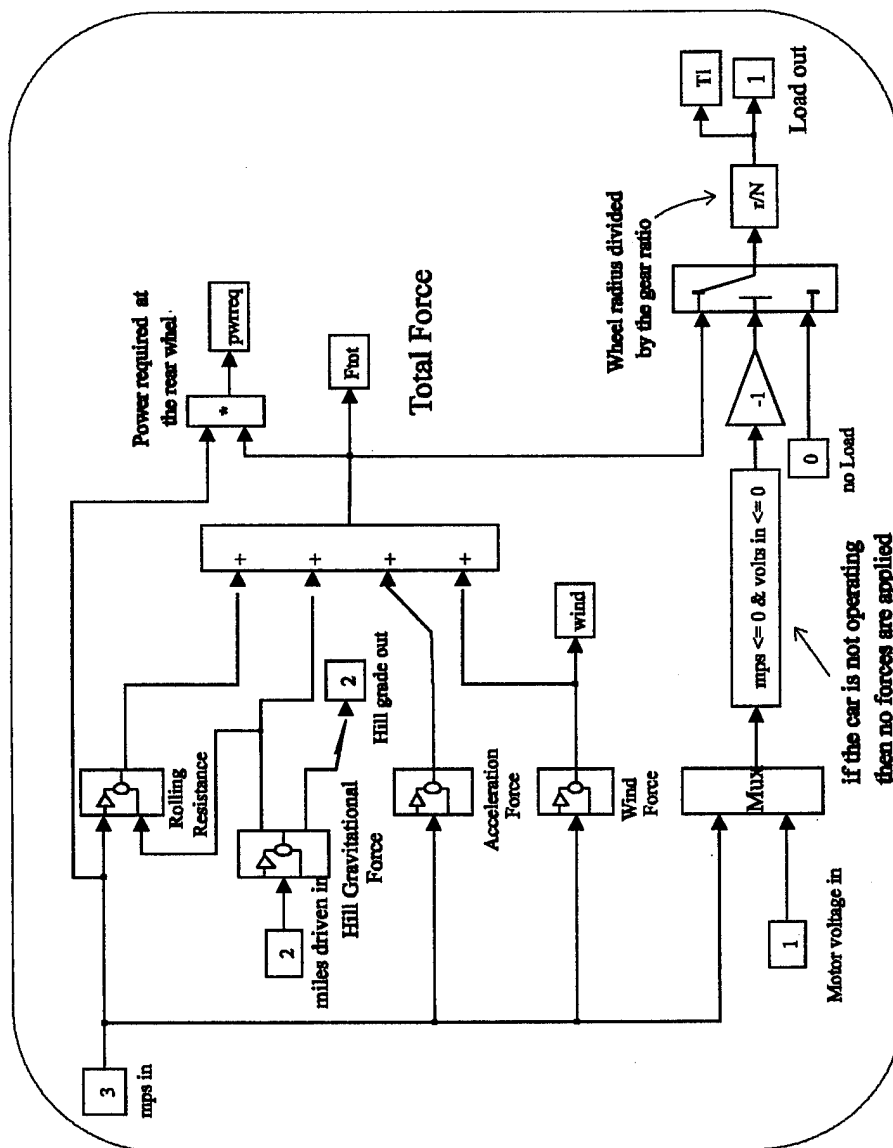 3
mps in
Rolling
Resistance
2
miles driven in
Hill Gravitational
Force
2
Hill grade out
Acceleration
Force
Wind
Force
wind
+
+
+
+
Power required at
the rear whel
*
pwrreq
Ftot
Total Force
1
Motor voltage in
Mux
mps <= 0 & volts in <= 0
if the car is not operating
then no forces are applied
-1
0
no Load
Wheel radius divided
by the gear ratio
r/N
Tl
1
Load out